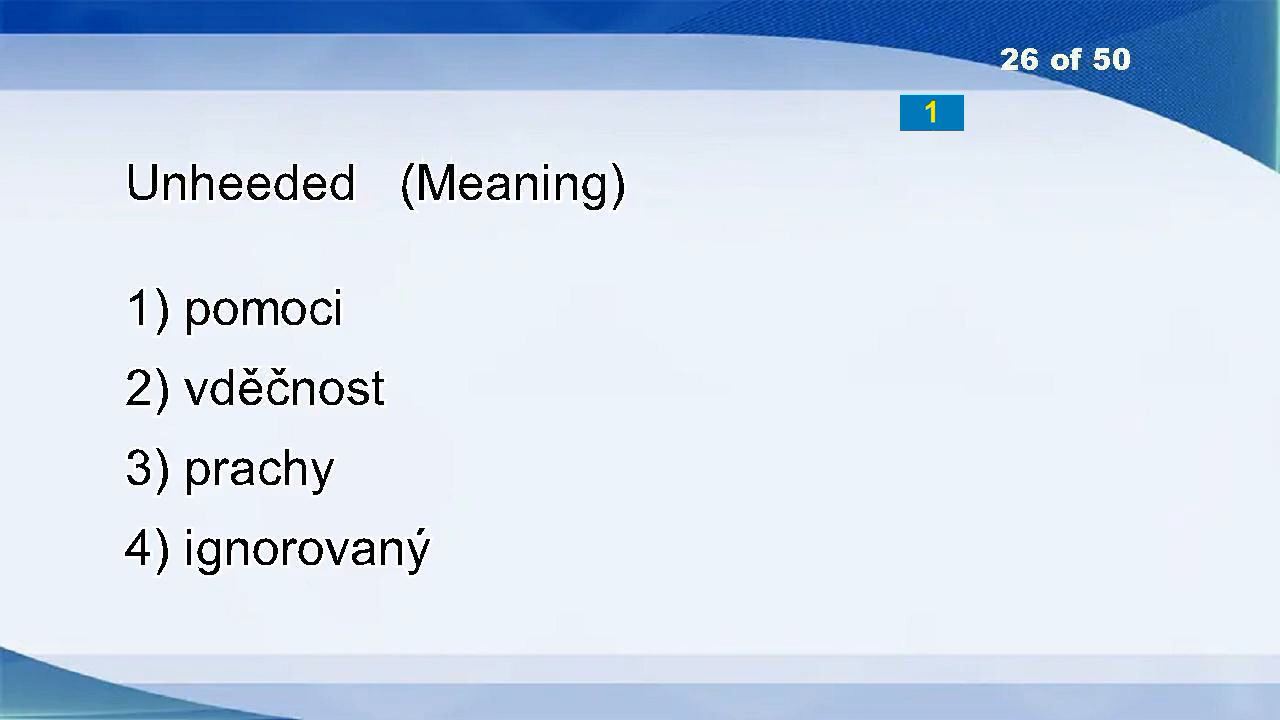 26 of 50
1
Unheeded (Meaning)
1) pomoci
2) vděčnost
3) prachy
4) ignorovaný